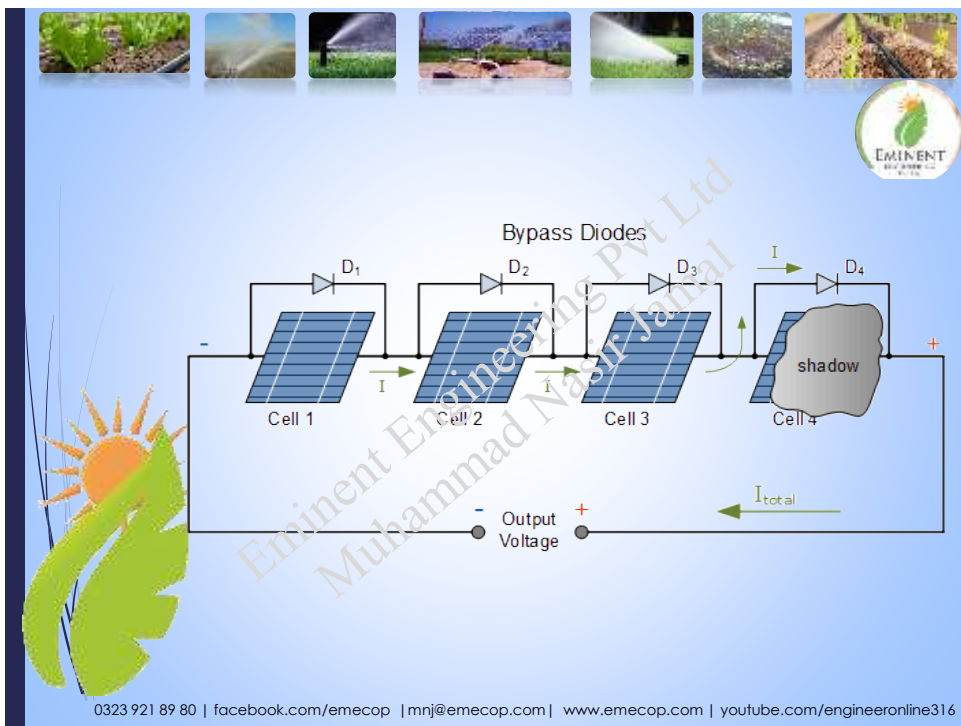 EMINENT
Bypass Diodes
I
D1
D2
D3
D4
-
+
shadow
I
I
Cell 1
Cell 2
Cell 3
Cell 4
Eminent Engineering Pvt Ltd
Muhammad Nasir Jamal
Itotal
-
Output
+
Voltage
0323 921 89 80 | facebook.com/emecop |mnj@emecop.com| www.emecop.com | youtube.com/engineeronline316